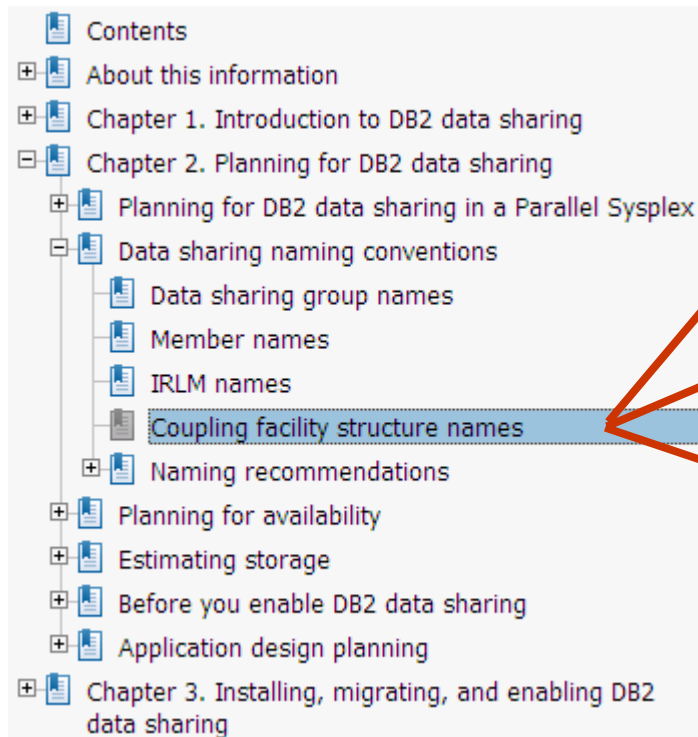 Contents
About this information
Chapter 1. Introduction to DB2 data sharing
Chapter 2. Planning for DB2 data sharing
Planning for DB2 data sharing in a Parallel Sysplex
Data sharing naming conventions
Data sharing group names
Member names
IRLM names
Coupling facility structure names
Naming recommendations
Planning for availability
Estimating storage
Before you enable DB2 data sharing
Application design planning
Chapter 3. Installing, migrating, and enabling DB2
data sharing